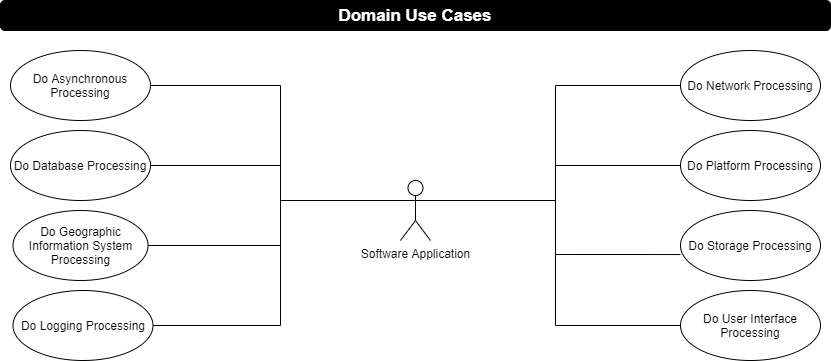 Domain Use Cases
Do Asynchronous
Processing
Do Database Processing
Do Geographic
Information System
Processing
Do Logging Processing
Software Application
Do Network Processing
Do Platform Processing
Do Storage Processing
Do User Interface
Processing